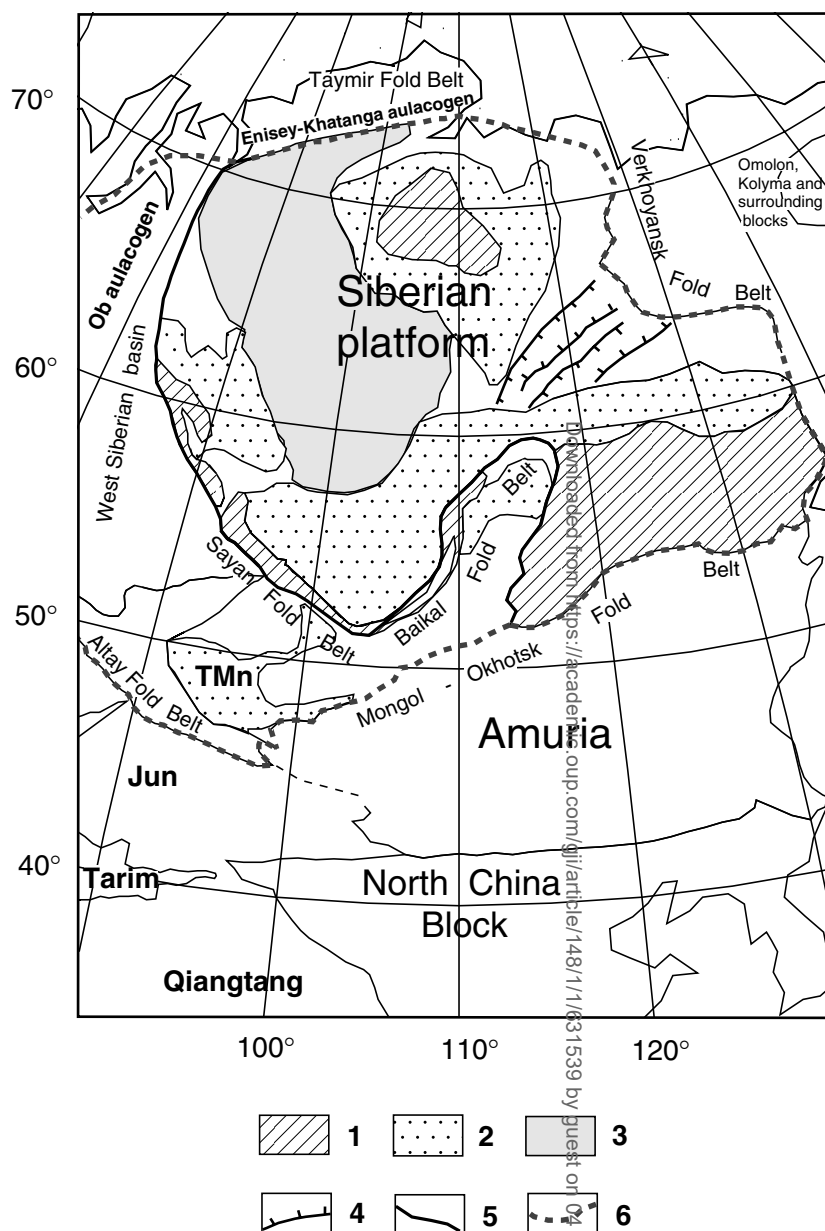 Taymir Fold Belt
70°
Enisey-Khatanga aulacogen
Verkhoyansk
Fold
Belt
Omolon,
Kolyma and
surrounding
blocks
Ob aulacogen
Siberian
platform
60°
West Siberian basin
Belt
Fold
Baikal
Sayan Fold
Belt
50°
TMn
Altay Fold Belt
Mongol - Okhotsk
Fold
Belt
Amuria
Jun
40°
Tarim
North China
Block
Qiangtang
100°
110°
120°
1
2
3
4
5
6
Downloaded from https://academic.oup.com/gji/article/148/1/1/631539 by guest on 04